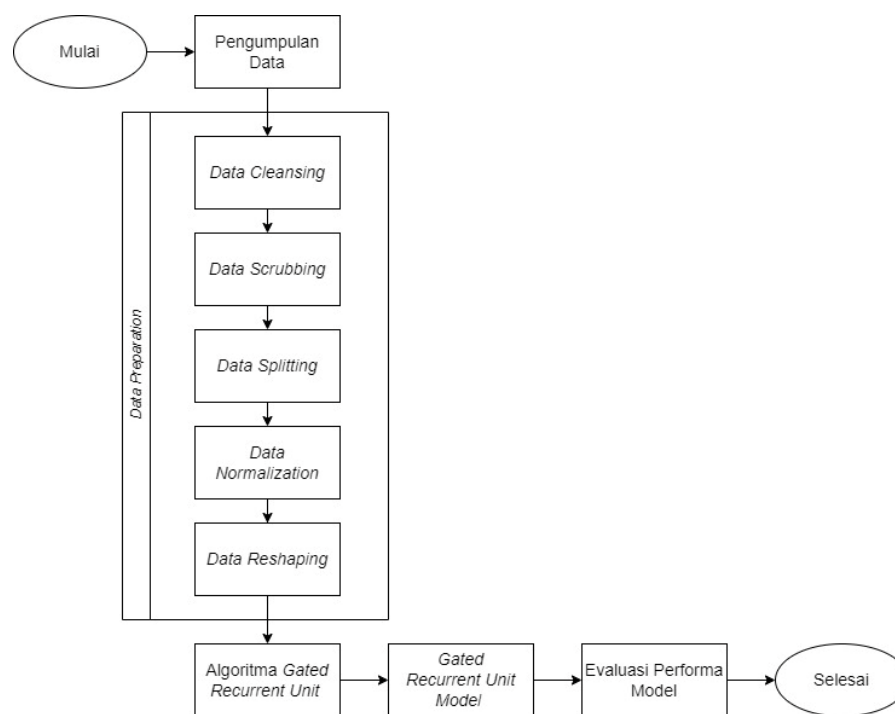 Mulai
Pengumpulan
Data
Data Preparation
Data Cleansing
Data Scrubbing
Data Splitting
Data
Normalization
Data Reshaping
Algoritma Gated
Recurrent Unit
Gated
Recurrent Unit
Model
Evaluasi Performa
Model
Selesai